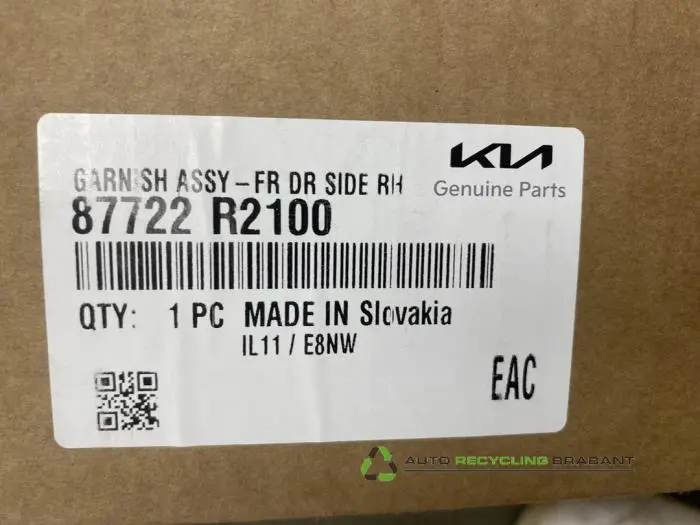 KIA
Genuine Parts
GARNISH ASSY-FR DR SIDE RH
87722 R2100
QTY: 1 PC MADE IN Slovakia
IL11 / E8NW
EAC
AUTO RECYCLING BRABANT